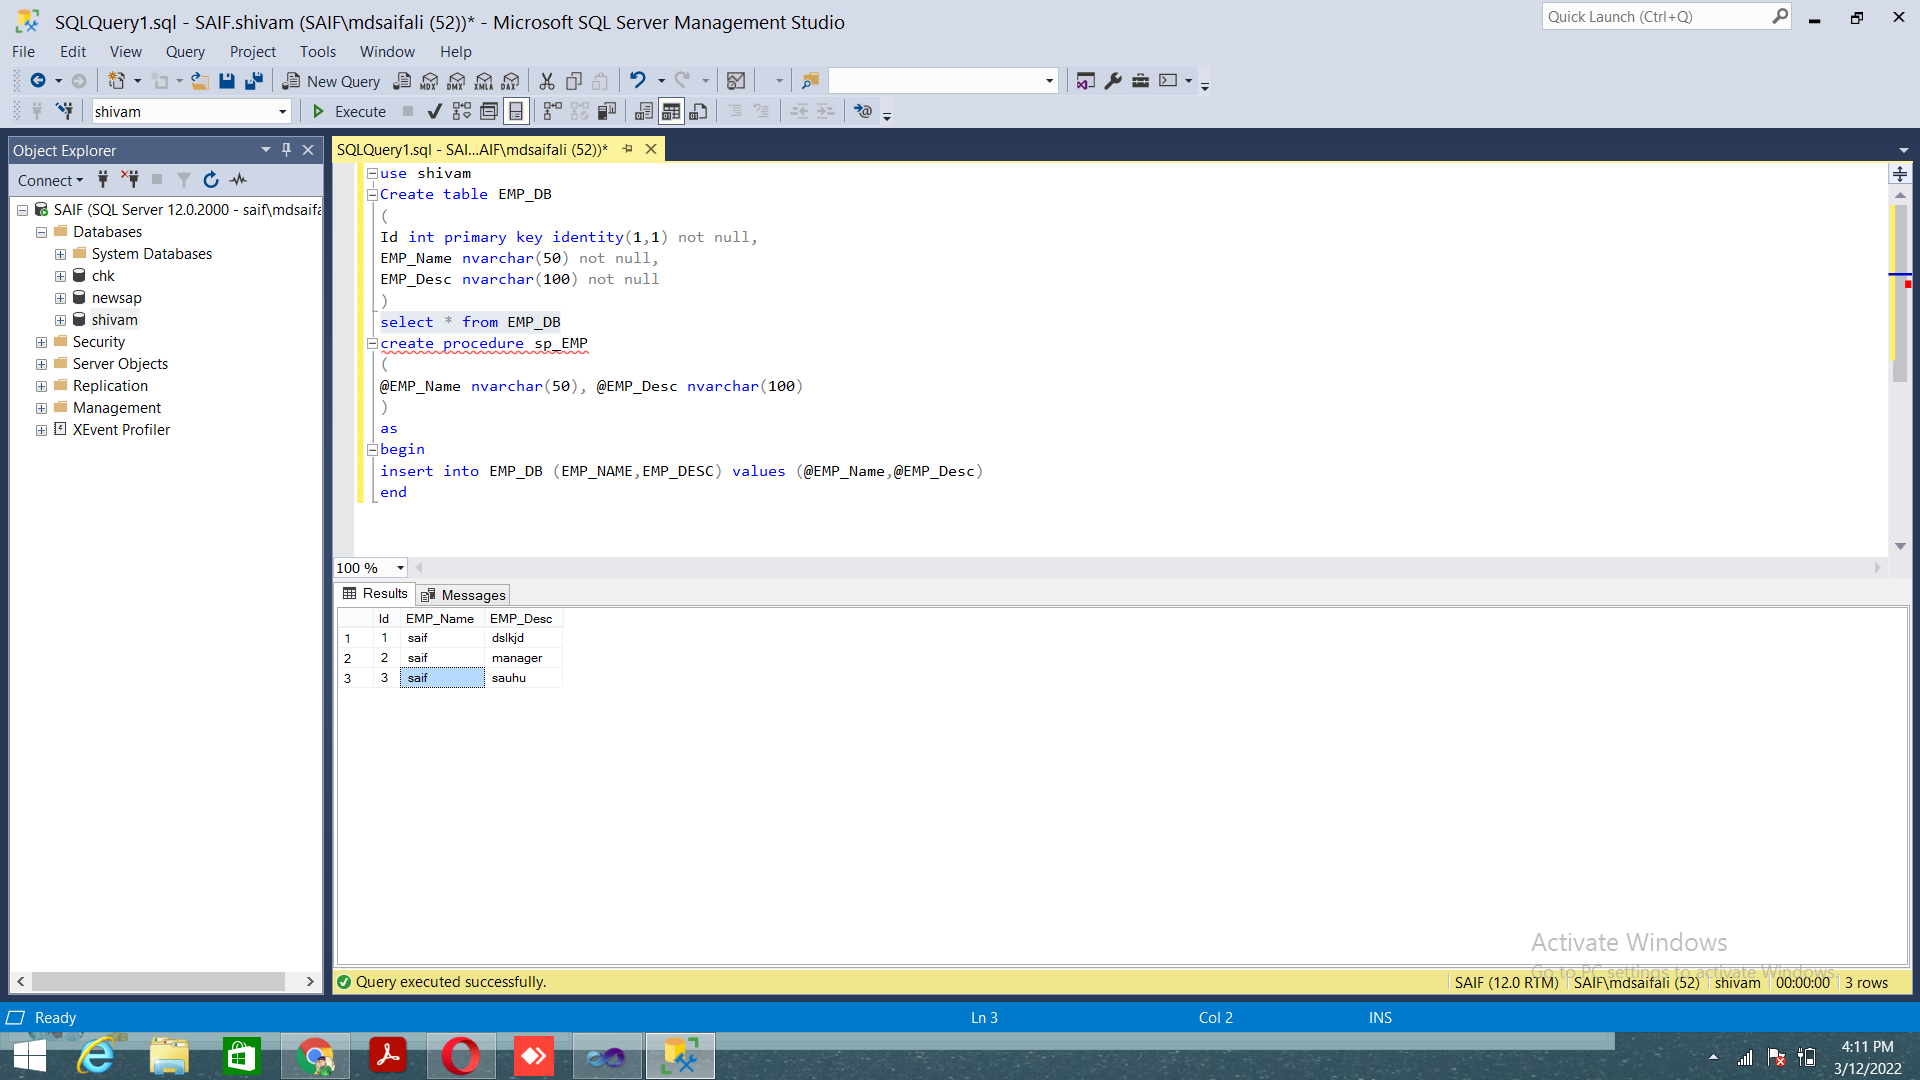 SQLQuery1.sql - SAIF.shivam (SAIF\mdsaifali (52))* - Microsoft SQL Server Management Studio
Quick Launch (Ctrl+Q)
File Edit View Query Project Tools Window Help
New Query
MDX DMX XMLA DAX
shivam
Execute
Object Explorer
Connect
SAIF (SQL Server 12.0.2000 - saif\mdsaifa
Databases
System Databases
chk
newsap
shivam
Security
Server Objects
Replication
Management
XEvent Profiler
SQLQuery1.sql - SAI...AIF\mdsaifali (52))*
use shivam
Create table EMP_DB
(
Id int primary key identity(1,1) not null,
EMP_Name nvarchar(50) not null,
EMP_Desc nvarchar(100) not null
)
select * from EMP_DB
create procedure sp_EMP
(
@EMP_Name nvarchar(50), @EMP_Desc nvarchar(100)
)
as
begin
insert into EMP_DB (EMP_NAME,EMP_DESC) values (@EMP_Name,@EMP_Desc)
end
100 %
Results Messages
Id EMP_Name EMP_Desc
1 1 saif dslkjd
2 2 saif manager
3 3 saif sauhu
Activate Windows
Go to PC settings to activate Windows.
Query executed successfully.
SAIF (12.0 RTM) SAIF\mdsaifali (52) shivam 00:00:00 3 rows
Ready
Ln 3 Col 2 INS
4:11 PM
3/12/2022